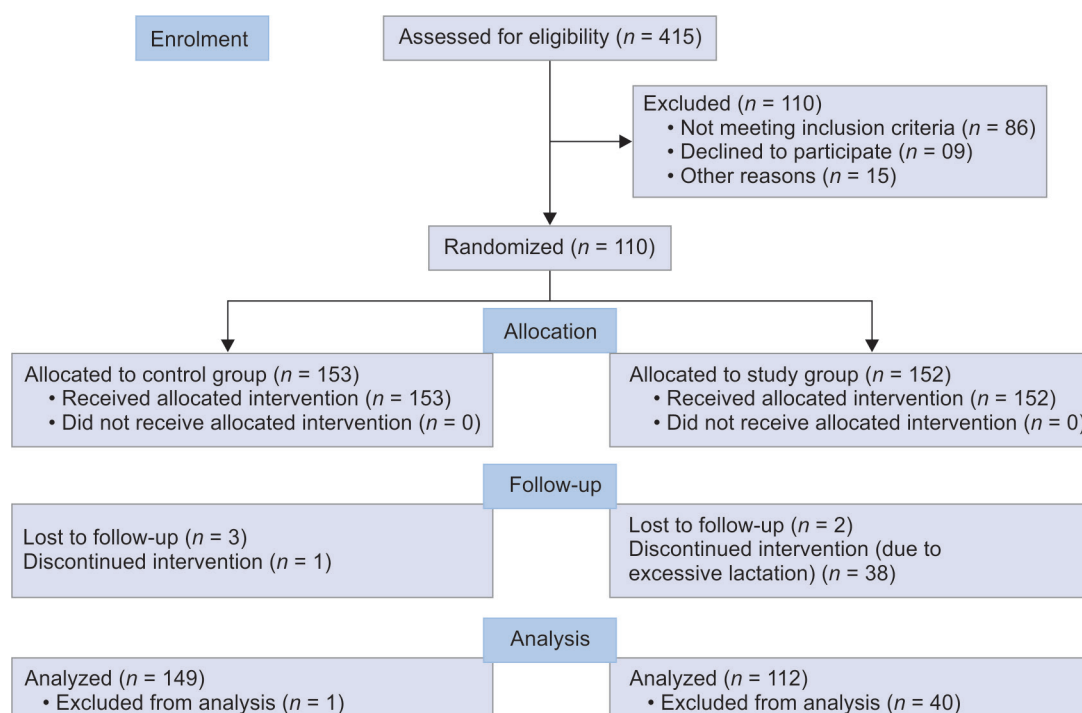 Enrolment
Assessed for eligibility (n = 415)
Excluded (n = 110)
• Not meeting inclusion criteria (n = 86)
• Declined to participate (n = 09)
• Other reasons (n = 15)
Randomized (n = 110)
Allocation
Allocated to control group (n = 153)
• Received allocated intervention (n = 153)
• Did not receive allocated intervention (n = 0)
Allocated to study group (n = 152)
• Received allocated intervention (n = 152)
• Did not receive allocated intervention (n = 0)
Follow-up
Lost to follow-up (n = 3)
Discontinued intervention (n = 1)
Lost to follow-up (n = 2)
Discontinued intervention (due to
excessive lactation) (n = 38)
Analysis
Analyzed (n = 149)
• Excluded from analysis (n = 1)
Analyzed (n = 112)
• Excluded from analysis (n = 40)